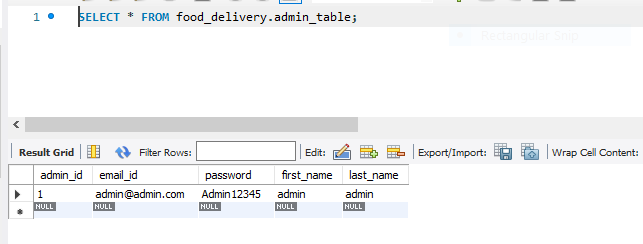 1 SELECT * FROM food_delivery.admin_table;
Rectangular Snip
Result Grid Filter Rows: Edit: Export/Import: Wrap Cell Content:
admin_id email_id password first_name last_name
1 admin@admin.com Admin12345 admin admin
NULL NULL NULL NULL NULL